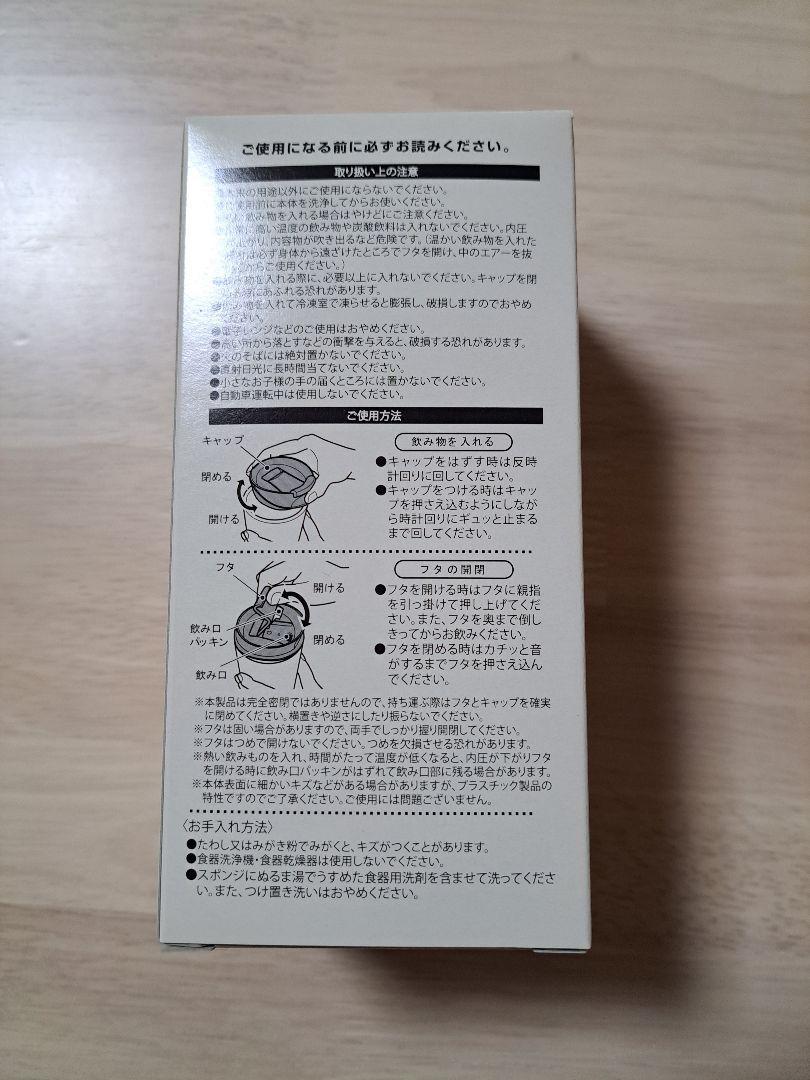 ご使用になる前に必ずお読みください。
取り扱い上の注意
の用途以外にご使用にならないでください。
使用前に本体を洗浄してからお使いください。
飲み物を入れる場合はやけどにご注意ください。
に高い温度の飲み物や炭酸飲料は入れないでください。内圧
がり、内容物が吹き出るなど危険です。(温かい飲み物を入れた
は必ず身体から遠ざけたところでフタを開け、中のエアーを抜
からご使用ください。)
物を入れる際に、必要以上に入れないでください。キャップを閉
にあふれる恐れがあります。
物を入れて冷凍室で凍らせると膨張し、破損しますのでおやめ
ください。
●電子レンジなどのご使用はおやめください。
●高い所から落とすなどの衝撃を与えると、破損する恐れがあります。
●火のそばには絶対置かないでください。
●直射日光に長時間当てないでください。
●小さなお子様の手の届くところには置かないでください。
●自動車運転中は使用しないでください。
ご使用方法
キャップ
閉める
開ける
飲み物を入れる
●キャップをはずす時は反時
計回りに回してください。
●キャップをつける時はキャッ
プを押さえ込むようにしなが
ら時計回りにギュッと止まる
まで回してください。
フタ
開ける
飲み口
パッキン
閉める
飲み口
フタの開閉
●フタを開ける時はフタに親指
を引っ掛けて押し上げてくだ
さい。また、フタを奥まで倒し
きってからお飲みください。
●フタを閉める時はカチッと音
がするまでフタを押さえ込ん
でください。
※本製品は完全密閉ではありませんので、持ち運ぶ際はフタとキャップを確実
に閉めてください。横置きや逆さにしたり振らないでください。
※フタは固い場合がありますので、両手でしっかり握り開閉してください。
※フタはつめで開けないでください。つめを欠損させる恐れがあります。
※熱い飲みものを入れ、時間がたって温度が低くなると、内圧が下がりフタ
を開ける時に飲み口パッキンがはずれて飲み口部に残る場合があります。
※本体表面に細かいキズなどがある場合がありますが、プラスチック製品の
特性ですのでご了承ください。ご使用には問題ございません。
〈お手入れ方法〉
●たわし又はみがき粉でみがくと、キズがつくことがあります。
●食器洗浄機・食器乾燥器は使用しないでください。
●スポンジにぬるま湯でうすめた食器用洗剤を含ませて洗ってくださ
い。また、つけ置き洗いはおやめください。